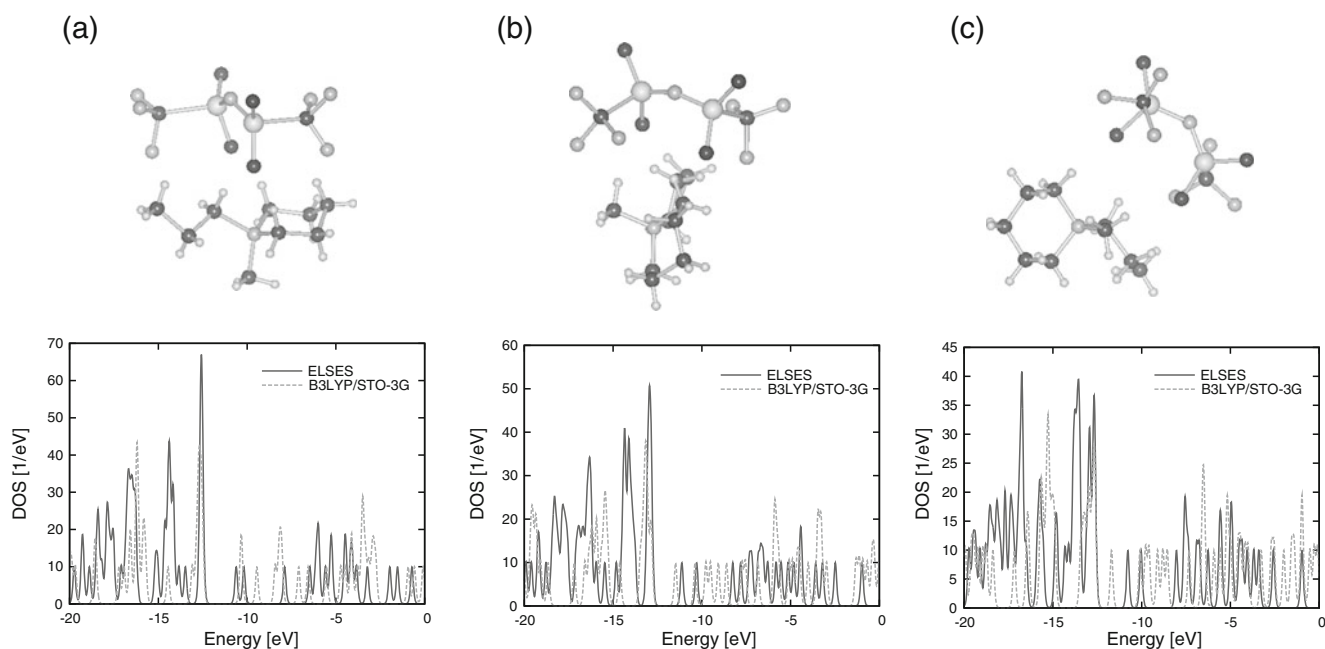 (a)
(b)
(c)
70
60
50
40
30
20
10
0
DOS [1/eV]
ELSES
B3LYP/STO-3G
-20
-15
-10
-5
0
Energy [eV]
60
50
40
30
20
10
0
DOS [1/eV]
ELSES
B3LYP/STO-3G
-20
-15
-10
-5
0
Energy [eV]
45
40
35
30
25
20
15
10
5
0
DOS [1/eV]
ELSES
B3LYP/STO-3G
-20
-15
-10
-5
0
Energy [eV]